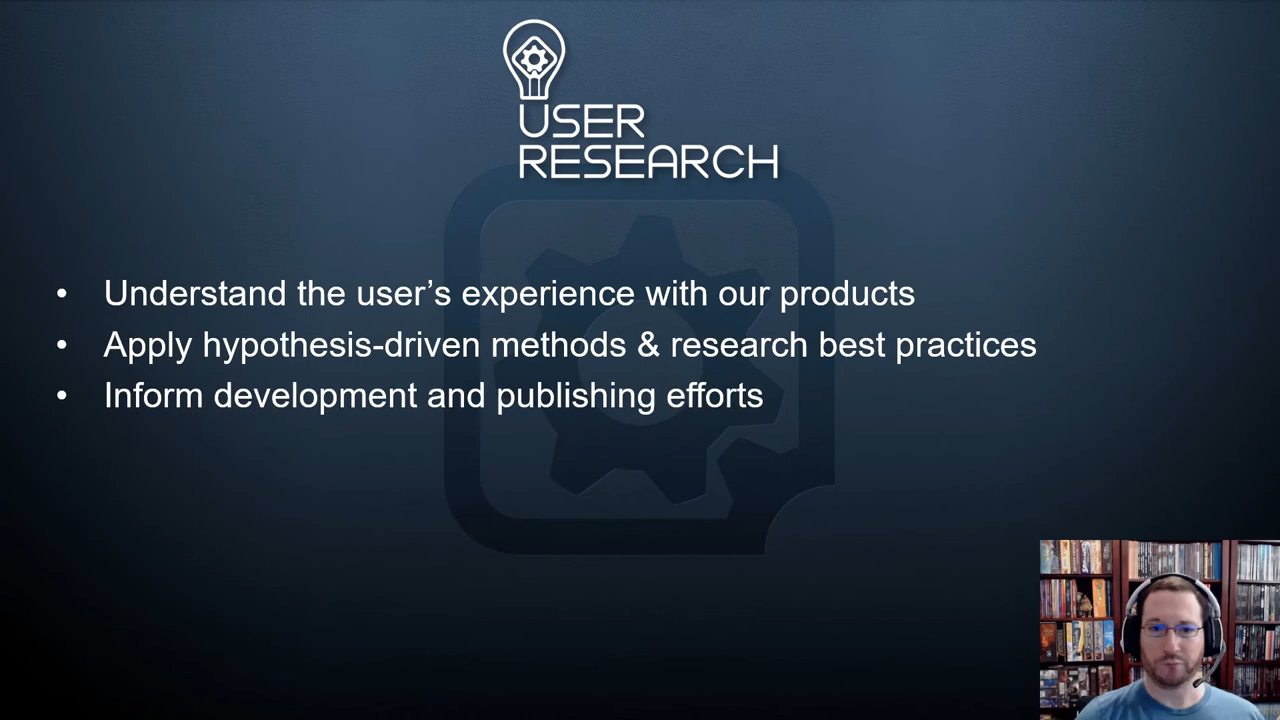 USER
RESEARCH
• Understand the user’s experience with our products
• Apply hypothesis-driven methods & research best practices
• Inform development and publishing efforts